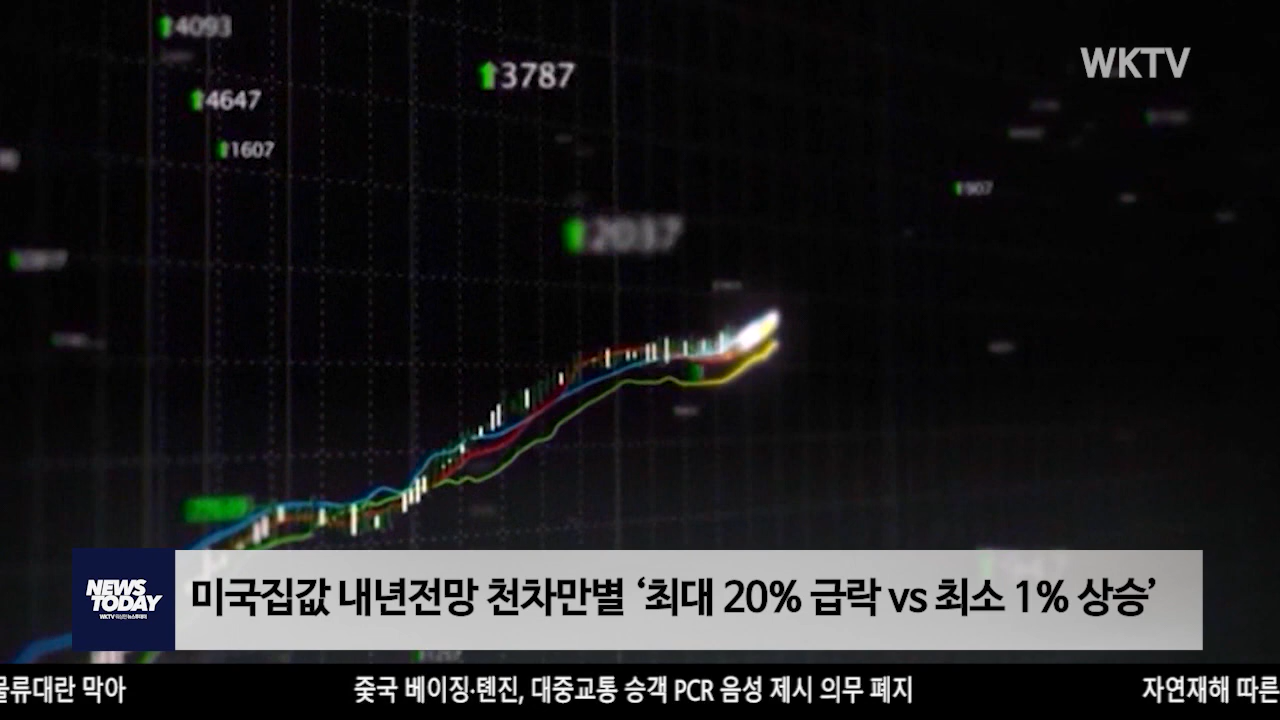 4093
WKTV
3787
4647
1607
907
2037
NEWS
TODAY
미국집값 내년전망 천차만별 ‘최대 20% 급락 vs 최소 1% 상승’
물류대란 막아
중국 베이징·톈진, 대중교통 승객 PCR 음성 제시 의무 폐지
자연재해 따른